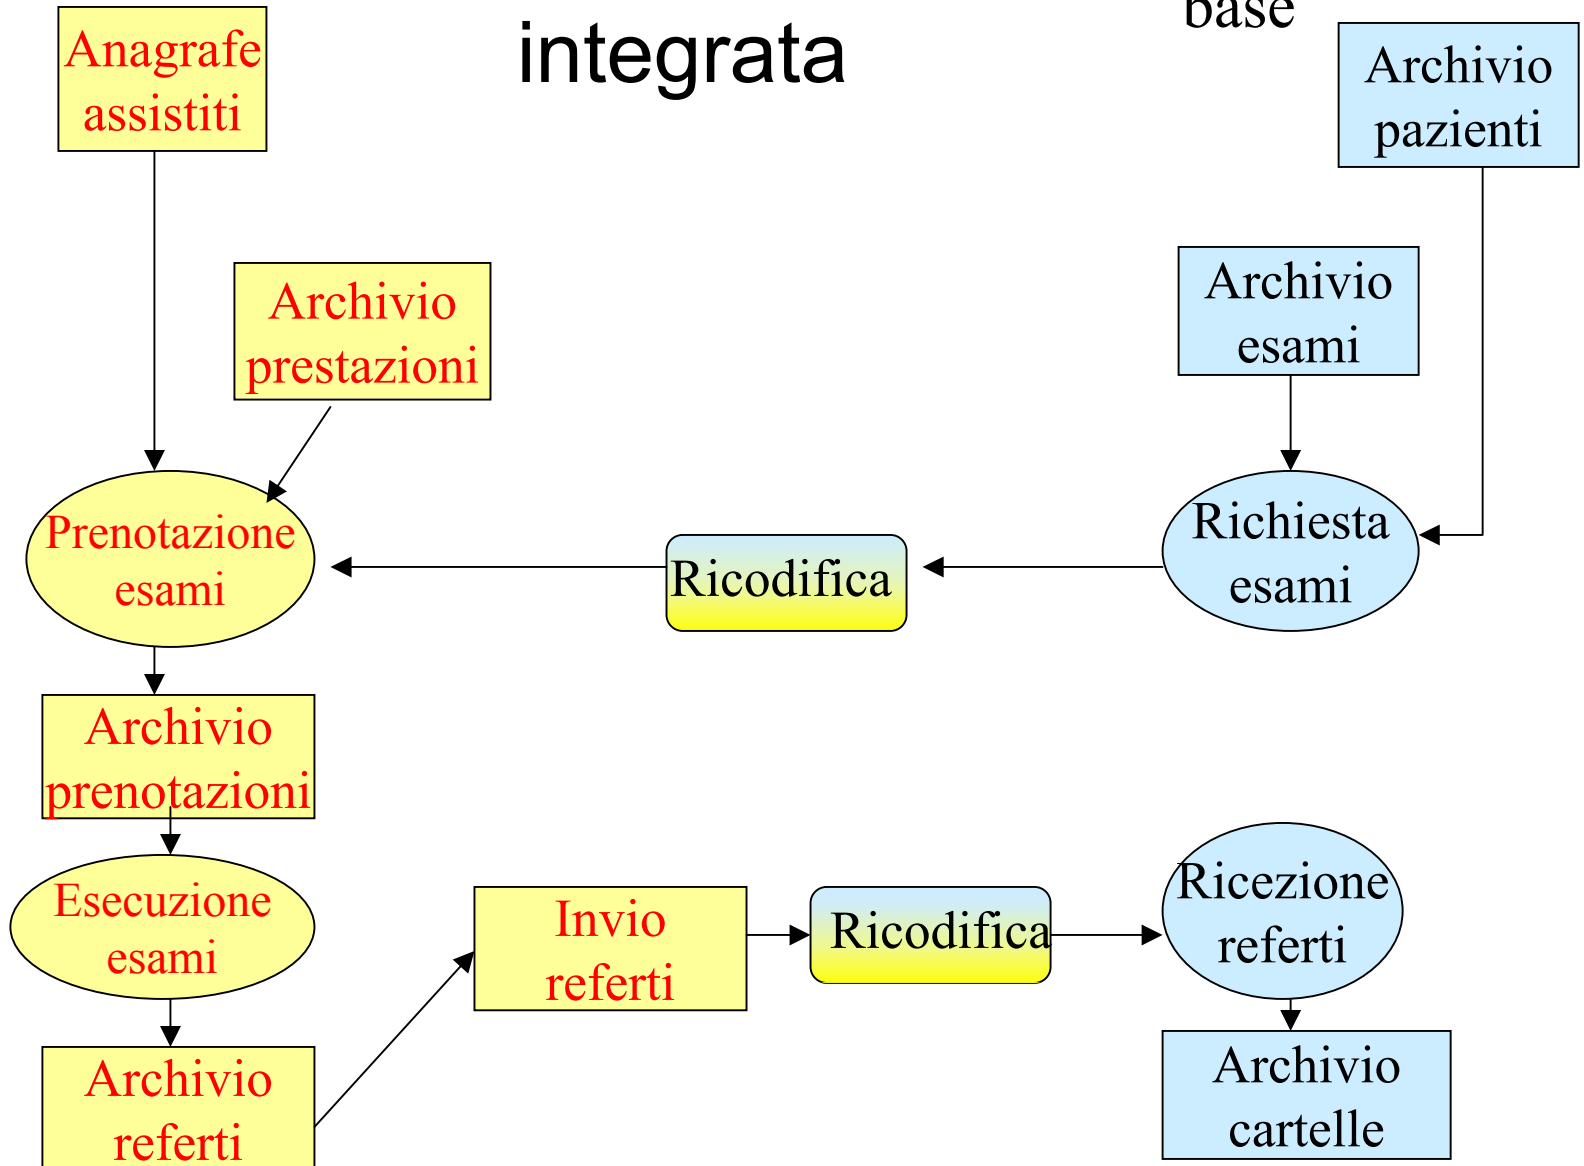 base
integrata
Anagrafe
assistiti
Archivio
pazienti
Archivio
prestazioni
Archivio
esami
Prenotazione
esami
Ricodifica
Richiesta
esami
Archivio
prenotazioni
Esecuzione
esami
Invio
referti
Ricodifica
Ricezione
referti
Archivio
referti
Archivio
cartelle